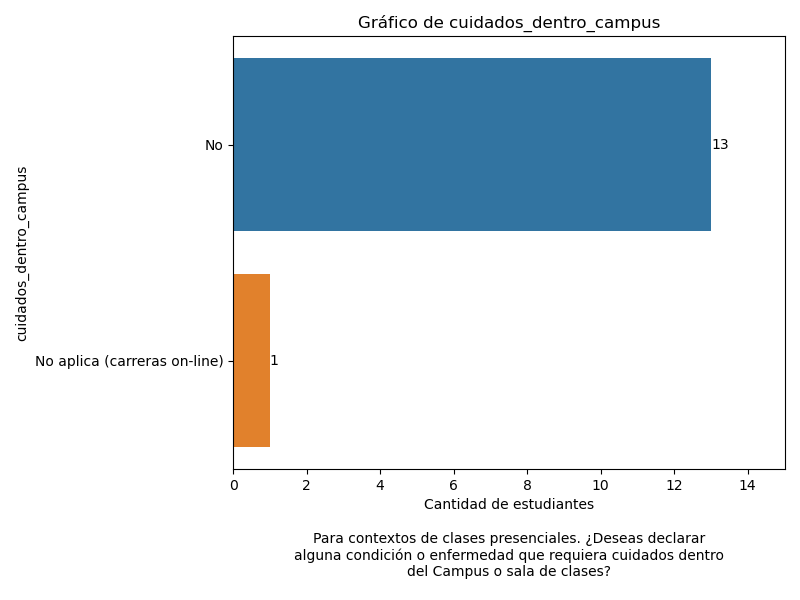 Gráfico de cuidados_dentro_campus
cuidados_dentro_campus
No
13
No aplica (carreras on-line)
1
0 2 4 6 8 10 12 14
Cantidad de estudiantes
Para contextos de clases presenciales. ¿Deseas declarar
alguna condición o enfermedad que requiera cuidados dentro
del Campus o sala de clases?